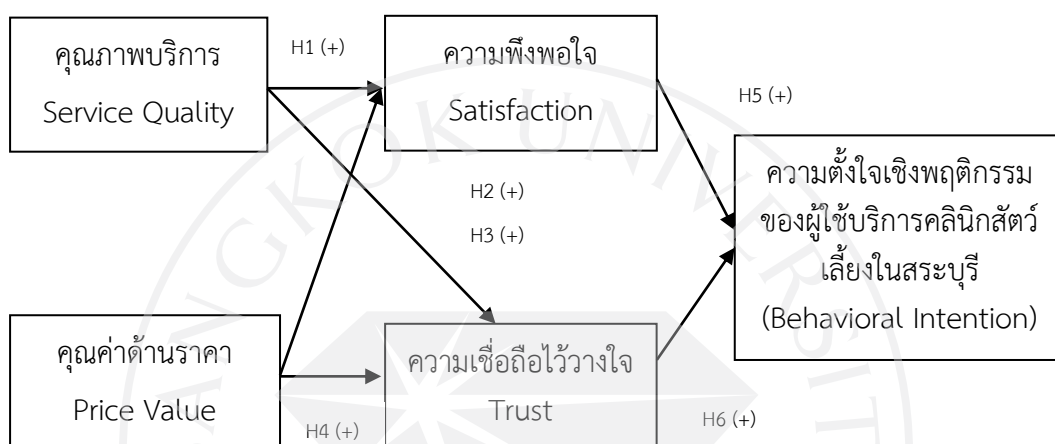 คุณภาพบริการ
Service Quality
H1 (+)
ความพึงพอใจ
Satisfaction
H5 (+)
H2 (+)
H3 (+)
ความตั้งใจเชิงพฤติกรรม
ของผู้ใช้บริการคลินิกสัตว์
เลี้ยงในสระบุรี
(Behavioral Intention)
คุณค่าด้านราคา
Price Value
H4 (+)
ความเชื่อถือไว้วางใจ
Trust
H6 (+)
ANGKOK UNIVERSIT